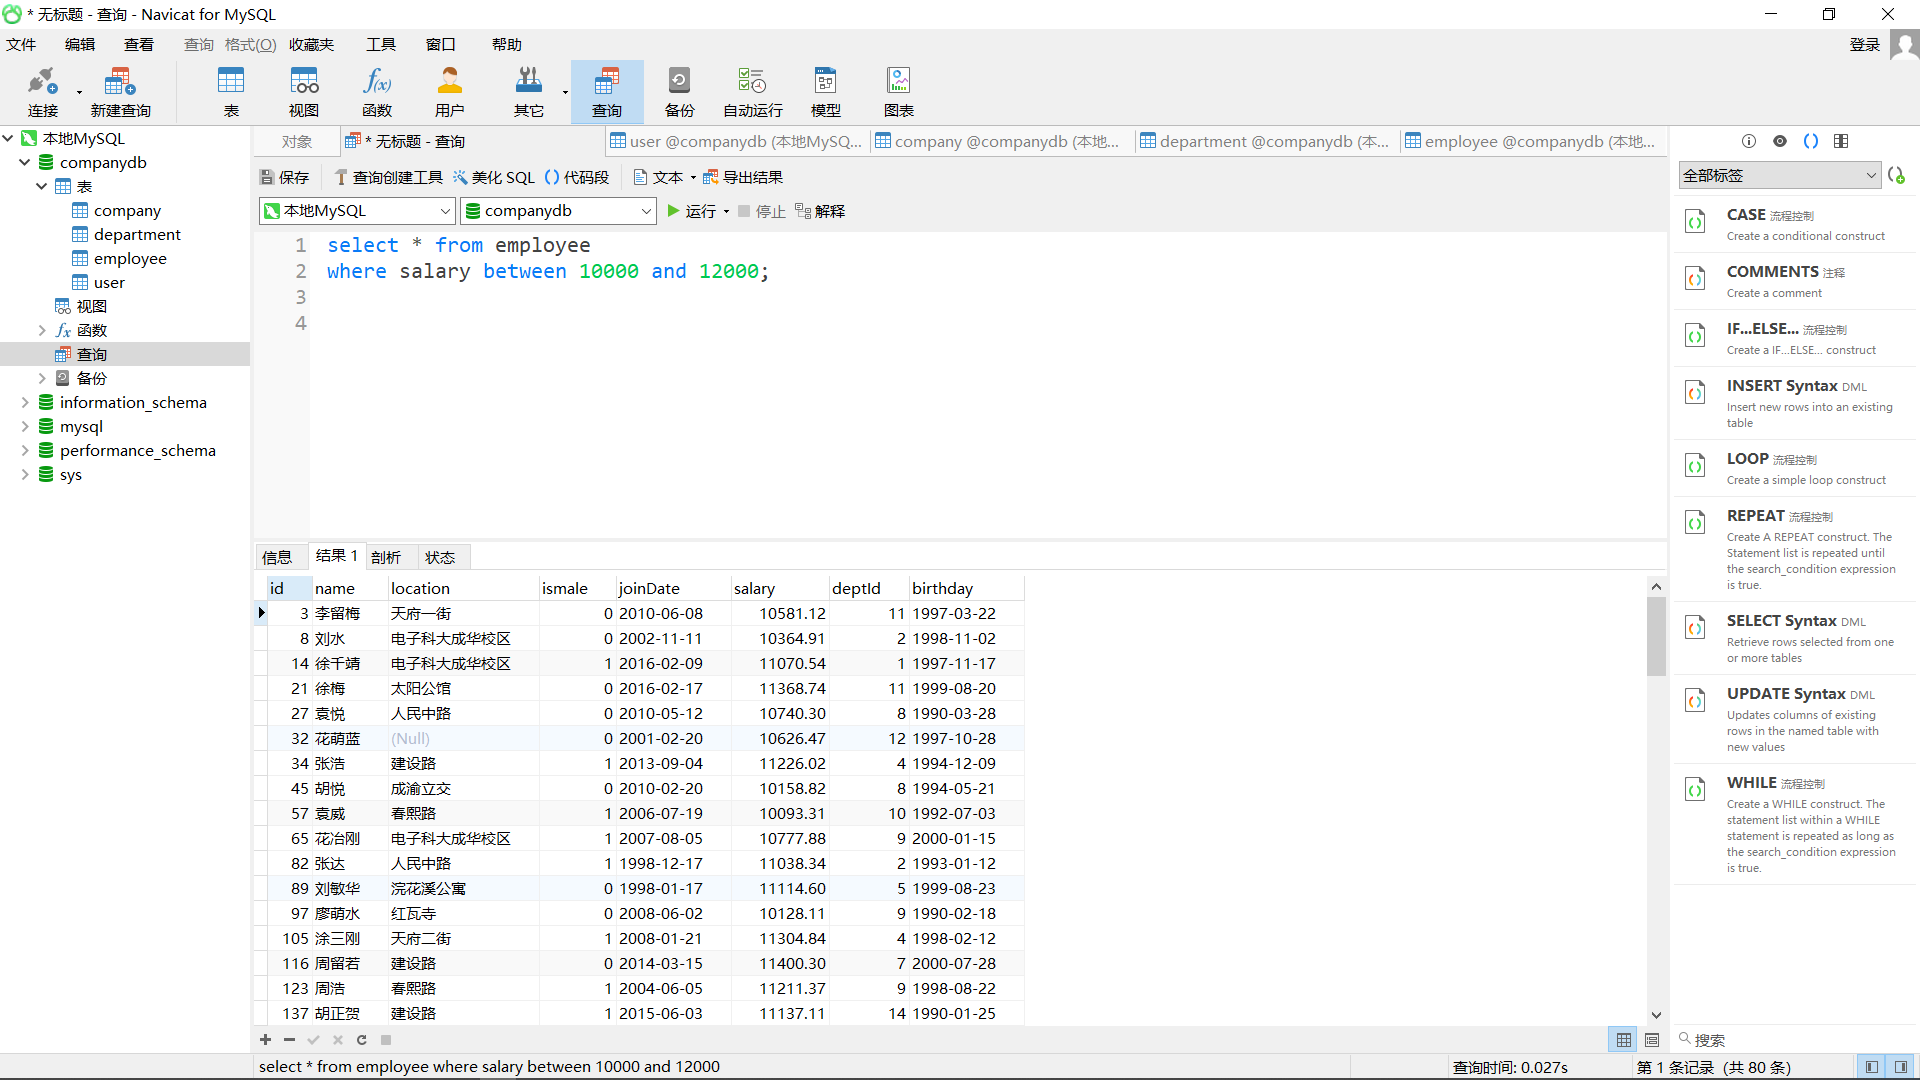 * 无标题 - 查询 - Navicat for MySQL
文件 编辑 查看 查询 格式(O) 收藏夹 工具 窗口 帮助 登录
连接 新建查询 表 视图 函数 用户 其它 查询 备份 自动运行 模型 图表
本地MySQL
companydb
表
company
department
employee
user
视图
函数
查询
备份
information_schema
mysql
performance_schema
sys
对象 * 无标题 - 查询 user @companydb (本地MySQ... company @companydb (本地... department @companydb (本... employee @companydb (本地...
保存 查询创建工具 美化 SQL 代码段 文本 导出结果
本地MySQL companydb 运行 停止 解释
1 select * from employee
2 where salary between 10000 and 12000;
3
4
信息 结果 1 剖析 状态
id name location ismale joinDate salary deptId birthday
3 李留梅 天府一街 0 2010-06-08 10581.12 11 1997-03-22
8 刘水 电子科大成华校区 0 2002-11-11 10364.91 2 1998-11-02
14 徐千靖 电子科大成华校区 1 2016-02-09 11070.54 1 1997-11-17
21 徐梅 太阳公馆 0 2016-02-17 11368.74 11 1999-08-20
27 袁悦 人民中路 0 2010-05-12 10740.30 8 1990-03-28
32 花萌蓝 (Null) 0 2001-02-20 10626.47 12 1997-10-28
34 张浩 建设路 1 2013-09-04 11226.02 4 1994-12-09
45 胡悦 成渝立交 0 2010-02-20 10158.82 8 1994-05-21
57 袁威 春熙路 1 2006-07-19 10093.31 10 1992-07-03
65 花冶刚 电子科大成华校区 1 2007-08-05 10777.88 9 2000-01-15
82 张达 人民中路 1 1998-12-17 11038.34 2 1993-01-12
89 刘敏华 浣花溪公寓 0 1998-01-17 11114.60 5 1999-08-23
97 廖萌水 红瓦寺 0 2008-06-02 10128.11 9 1990-02-18
105 涂三刚 天府二街 1 2008-01-21 11304.84 4 1998-02-12
116 周留若 建设路 0 2014-03-15 11400.30 7 2000-07-28
123 周浩 春熙路 1 2004-06-05 11211.37 9 1998-08-22
137 胡正贺 建设路 1 2015-06-03 11137.11 14 1990-01-25
select * from employee where salary between 10000 and 12000 查询时间: 0.027s 第 1 条记录 (共 80 条)
全部标签
CASE 流程控制
Create a conditional construct
COMMENTS 注释
Create a comment
IF...ELSE... 流程控制
Create a IF...ELSE... construct
INSERT Syntax DML
Insert new rows into an existing
table
LOOP 流程控制
Create a simple loop construct
REPEAT 流程控制
Create A REPEAT construct. The
Statement list is repeated until
the search_condition expression
is true.
SELECT Syntax DML
Retrieve rows selected from one
or more tables
UPDATE Syntax DML
Updates columns of existing
rows in the named table with
new values
WHILE 流程控制
Create a WHILE construct. The
statement list within a WHILE
statement is repeated as long as
the search_condition expression
is true.
搜索